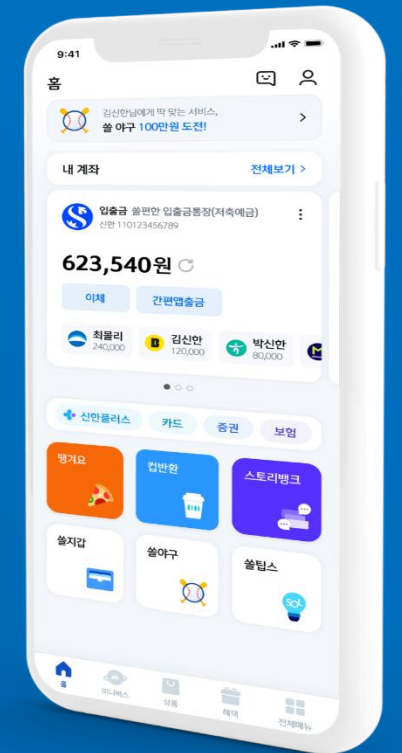 9:41
홈
김신한님에게 딱 맞는 서비스,
쏠 야구 100만원 도전!
내 계좌
전체보기 >
입출금 쏠편한 입출금통장(저축예금)
신한 110123456789
623,540원
이체
간편앱출금
최몰리
240,000
B
김신한
120,000
박신한
80,000
M
신한플러스
카드
증권
보험
땡겨요
컵반환
스토리뱅크
쏠지갑
쏠야구
쏠팁스
SOL
홈
머니버스
상품
혜택
전체메뉴